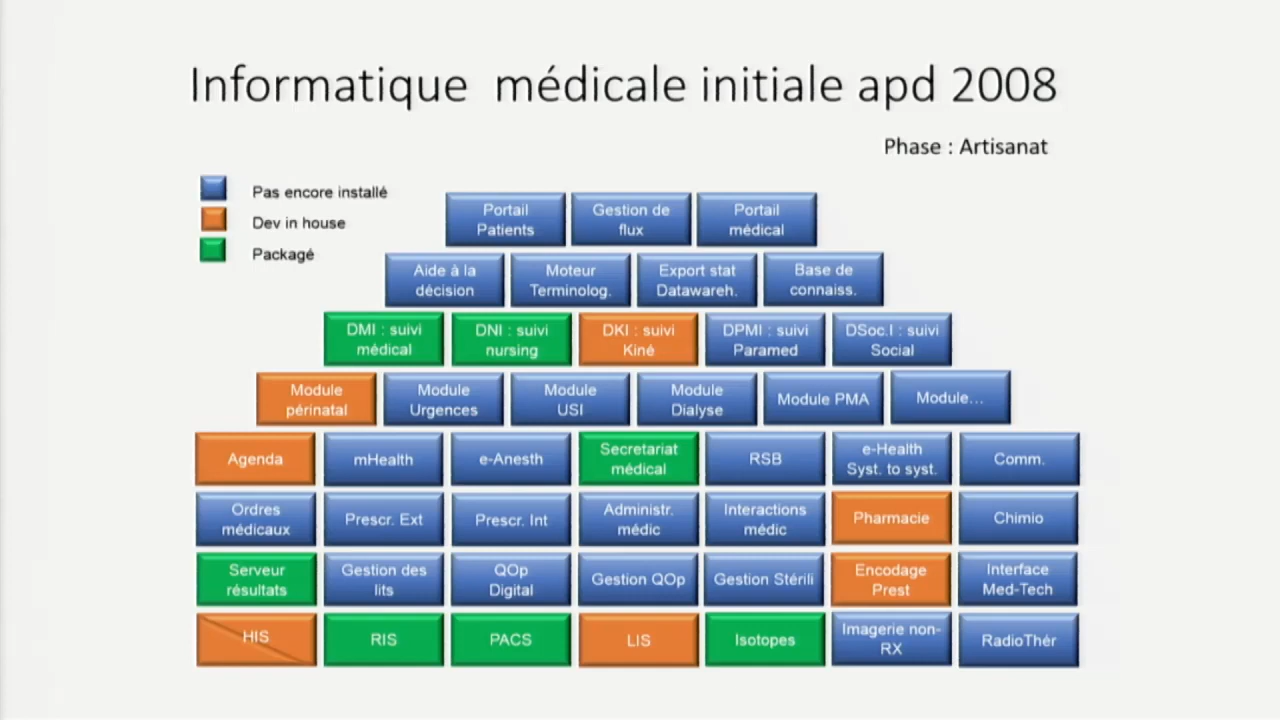 Informatique médicale initiale apd 2008
Phase : Artisanat
Pas encore installé
Dev in house
Packagé
Portail
Patients
Gestion de
flux
Portail
médical
Aide à la
décision
Moteur
Terminolog.
Export stat
Datawareh.
Base de
connaiss.
DMI : suivi
médical
DNI : suivi
nursing
DKI : suivi
Kiné
DPMI : suivi
Paramed
DSoc.I : suivi
Social
Module
périnatal
Module
Urgences
Module
USI
Module
Dialyse
Module PMA
Module...
Agenda
mHealth
e-Anesth
Secretariat
médical
RSB
e-Health
Syst. to syst.
Comm.
Ordres
médicaux
Prescr. Ext
Prescr. Int
Administr.
médic
Interactions
médic
Pharmacie
Chimio
Serveur
résultats
Gestion des
lits
QOp
Digital
Gestion QOp
Gestion Stérili
Encodage
Prest
Interface
Med-Tech
HIS
RIS
PACS
LIS
Isotopes
Imagerie non-
RX
RadioThér